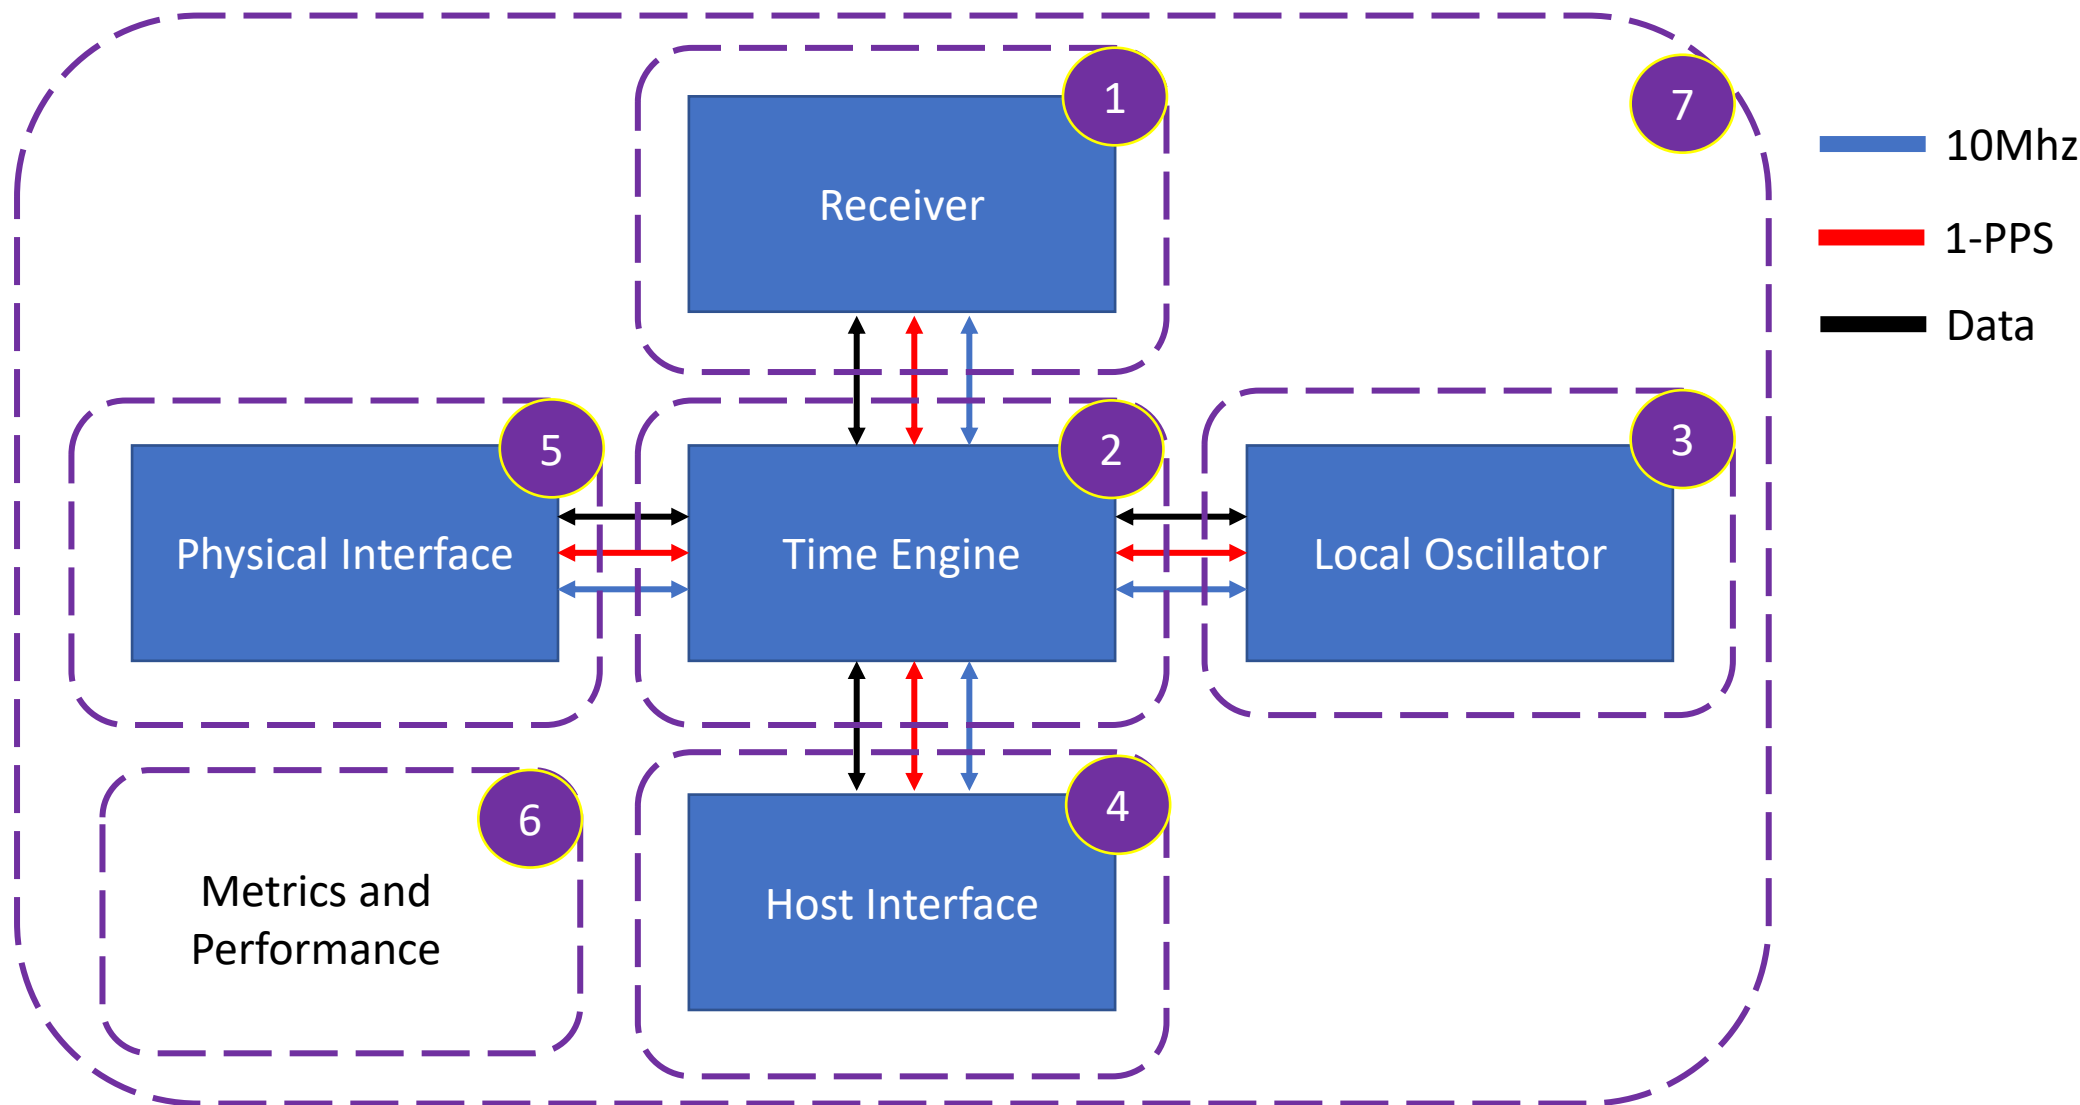 1
7
10Mhz
Receiver
1-PPS
Data
5
2
3
Physical Interface
Time Engine
Local Oscillator
6
4
Metrics and
Performance
Host Interface